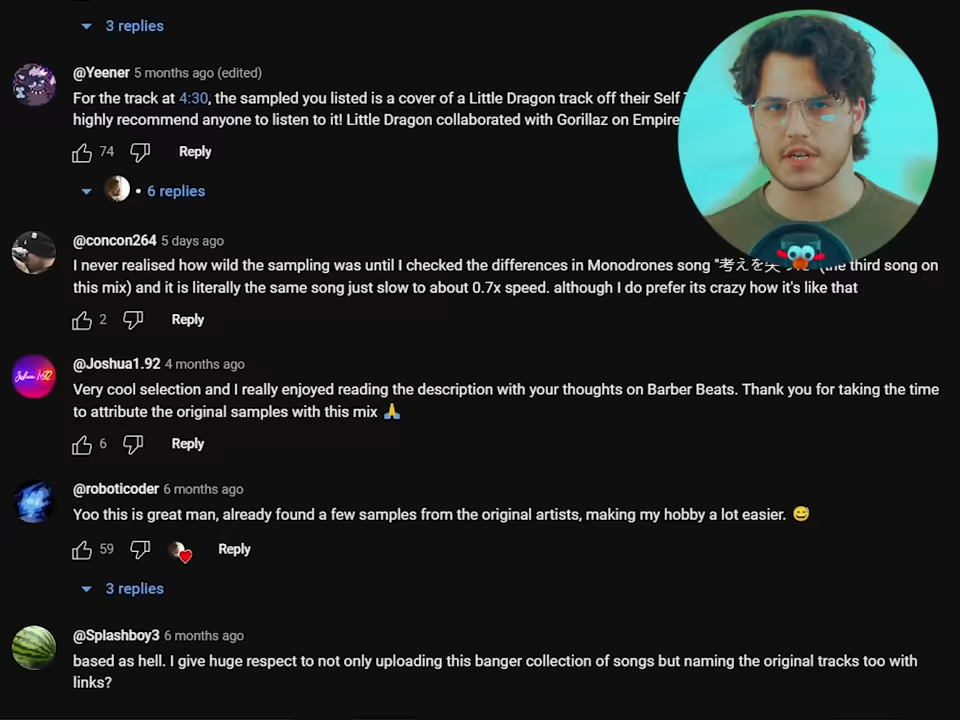 3 replies
@Yeener 5 months ago (edited)
For the track at 4:30, the sampled you listed is a cover of a Little Dragon track off their Self
highly recommend anyone to listen to it! Little Dragon collaborated with Gorillaz on Empire
74 Reply
• 6 replies
@concon264 5 days ago
I never realised how wild the sampling was until I checked the differences in Monodrones song "考えを失った" (the third song on
this mix) and it is literally the same song just slow to about 0.7x speed. although I do prefer its crazy how it's like that
2 Reply
@Joshua1.92 4 months ago
Very cool selection and I really enjoyed reading the description with your thoughts on Barber Beats. Thank you for taking the time
to attribute the original samples with this mix 🙏
6 Reply
@roboticoder 6 months ago
Yoo this is great man, already found a few samples from the original artists, making my hobby a lot easier. 😅
59 Reply
3 replies
@Splashboy3 6 months ago
based as hell. I give huge respect to not only uploading this banger collection of songs but naming the original tracks too with
links?